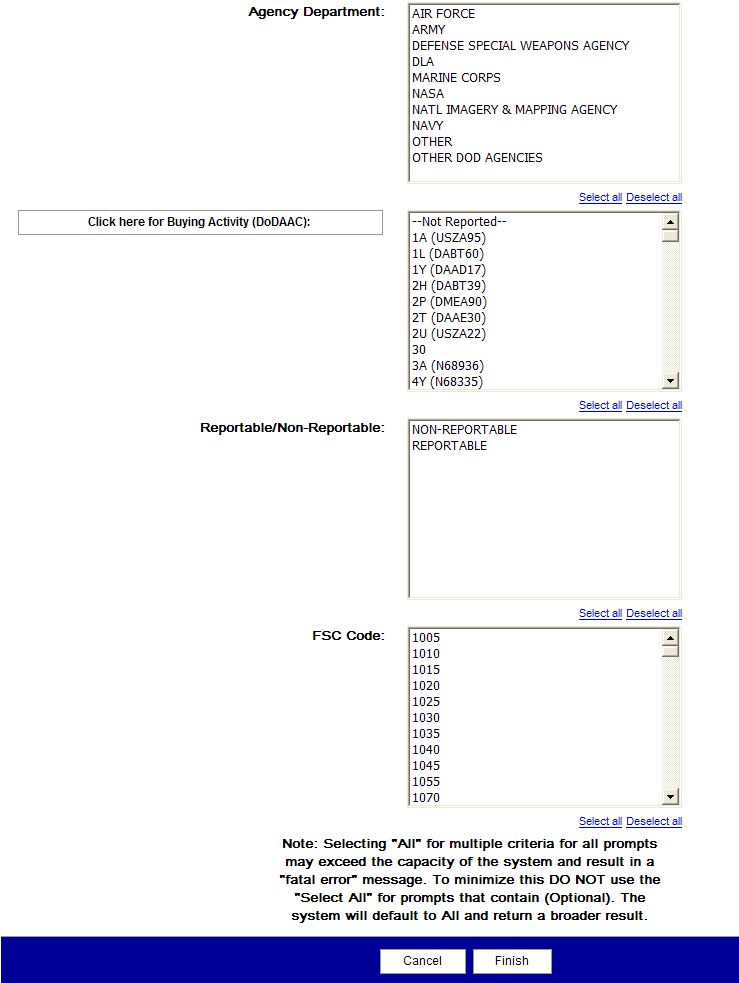 Agency Department:
AIR FORCE
ARMY
DEFENSE SPECIAL WEAPONS AGENCY
DLA
MARINE CORPS
NASA
NATL IMAGERY & MAPPING AGENCY
NAVY
OTHER
OTHER DOD AGENCIES
Select all Deselect all
Click here for Buying Activity (DoDAAC):
--Not Reported--
1A (USZA95)
1L (DABT60)
1Y (DAAD17)
2H (DABT39)
2P (DMEA90)
2T (DAAE30)
2U (USZA22)
30
3A (N68936)
4Y (N68335)
Select all Deselect all
Reportable/Non-Reportable:
NON-REPORTABLE
REPORTABLE
Select all Deselect all
FSC Code:
1005
1010
1015
1020
1025
1030
1035
1040
1045
1055
1070
Select all Deselect all
Note: Selecting "All" for multiple criteria for all prompts
may exceed the capacity of the system and result in a
"fatal error" message. To minimize this DO NOT use the
"Select All" for prompts that contain (Optional). The
system will default to All and return a broader result.
Cancel Finish